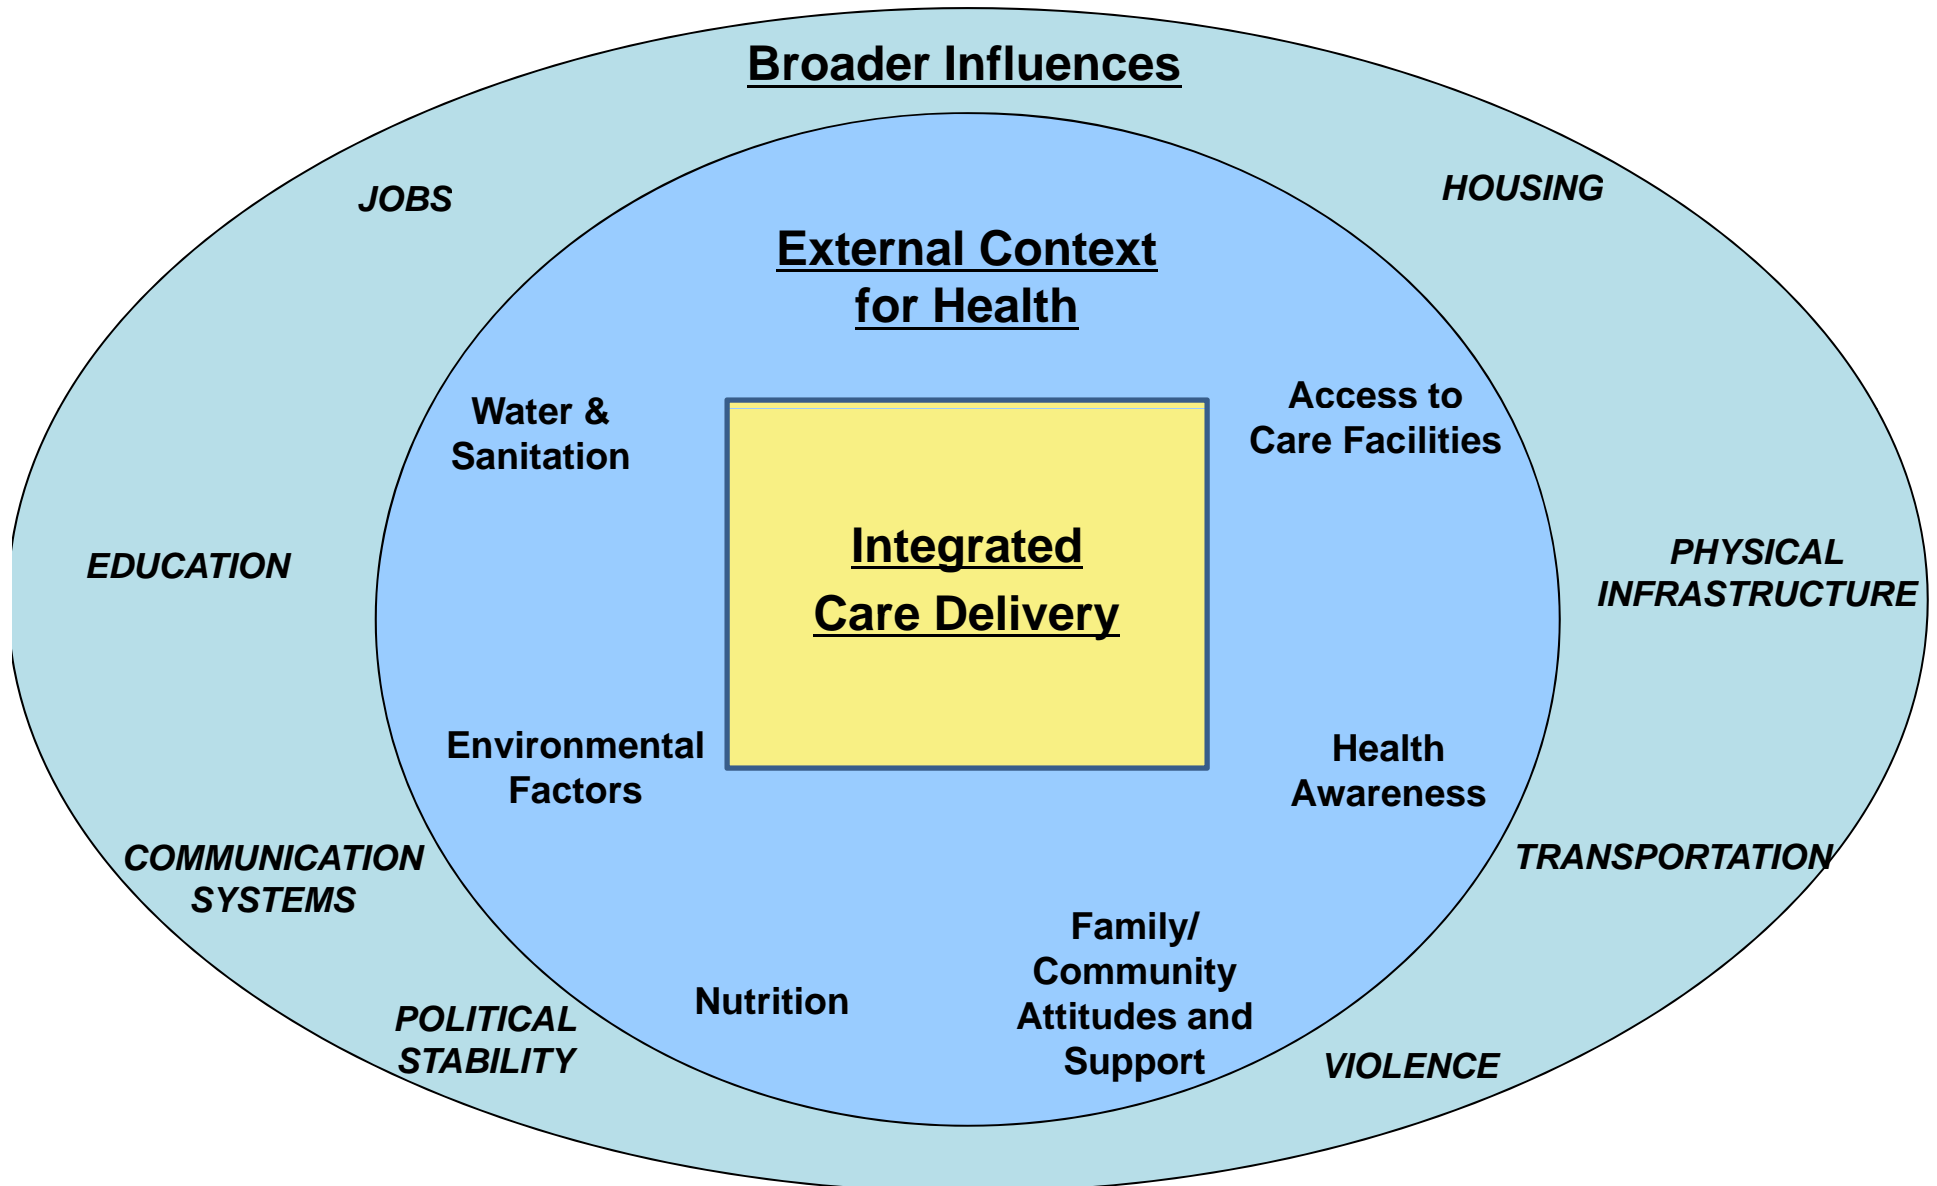 Broader Influences
JOBS
HOUSING
External Context
for Health
Water &
Sanitation
Access to
Care Facilities
Integrated
Care Delivery
EDUCATION
PHYSICAL
INFRASTRUCTURE
Environmental
Factors
Health
Awareness
COMMUNICATION
SYSTEMS
TRANSPORTATION
Nutrition
Family/
Community
Attitudes and
Support
POLITICAL
STABILITY
VIOLENCE